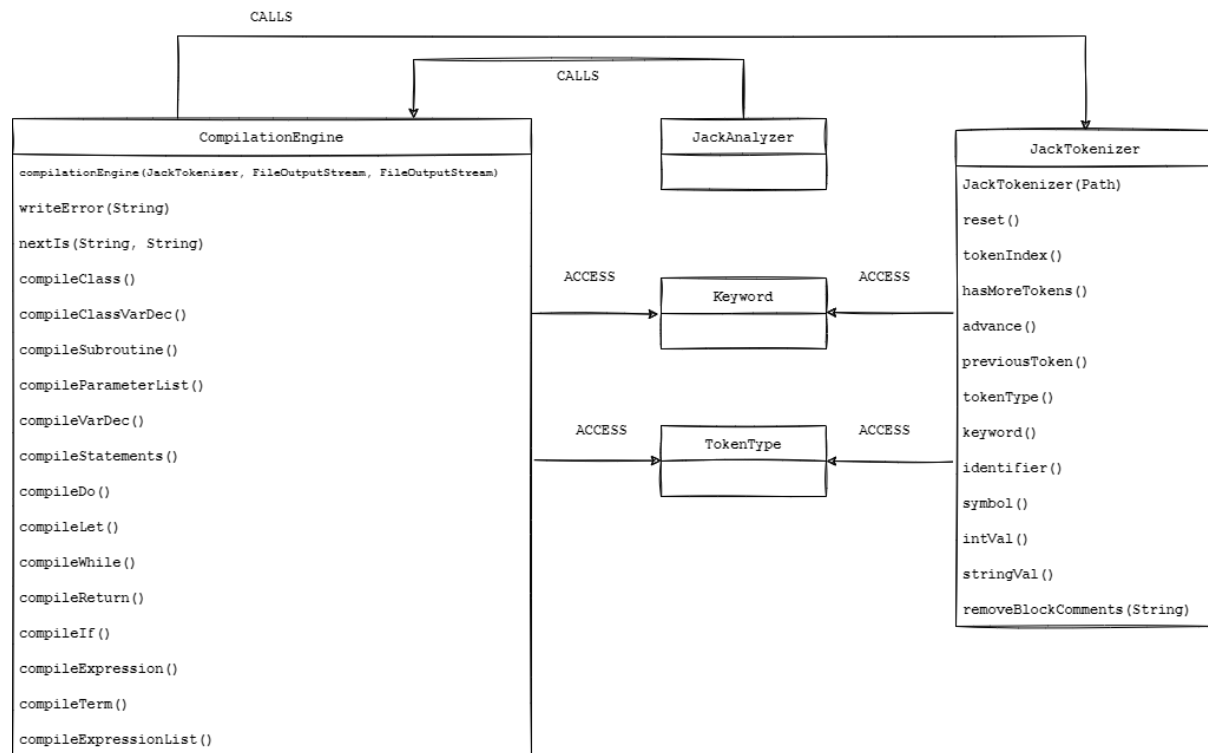 CALLS
CALLS
CompilationEngine
compilationEngine(JackTokenizer, FileOutputStream, FileOutputStream)
writeError(String)
nextIs(String, String)
compileClass()
compileClassVarDec()
compileSubroutine()
compileParameterList()
compileVarDec()
compileStatements()
compileDo()
compileLet()
compileWhile()
compileReturn()
compileIf()
compileExpression()
compileTerm()
compileExpressionList()
JackAnalyzer
ACCESS
Keyword
ACCESS
ACCESS
TokenType
ACCESS
JackTokenizer
JackTokenizer(Path)
reset()
tokenIndex()
hasMoreTokens()
advance()
previousToken()
tokenType()
keyword()
identifier()
symbol()
intVal()
stringVal()
removeBlockComments(String)